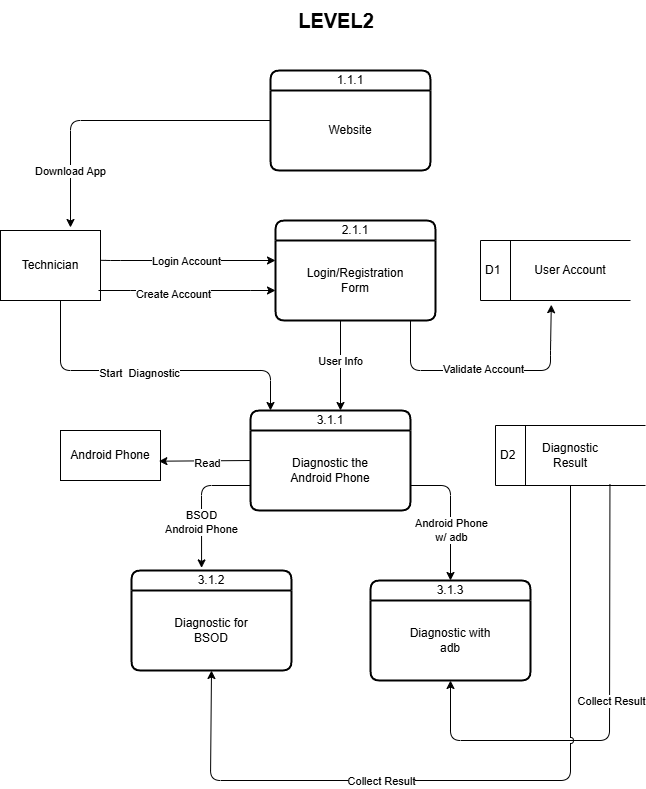 LEVEL2
1.1.1
Website
Download App
Technician
Login Account
Create Account
2.1.1
Login/Registration
Form
D1
User Account
User Info
Validate Account
Start Diagnostic
3.1.1
Diagnostic the
Android Phone
Android Phone
Read
D2
Diagnostic
Result
BSOD
Android Phone
Android Phone
w/ adb
3.1.2
Diagnostic for
BSOD
3.1.3
Diagnostic with
adb
Collect Result
Collect Result